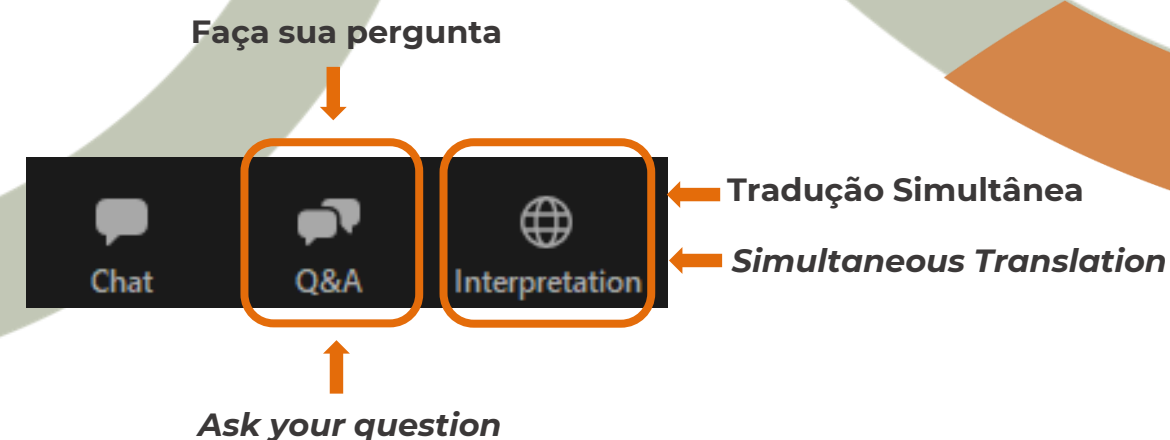 Faça sua pergunta
Chat
Q&A
Interpretation
Tradução Simultânea
Simultaneous Translation
Ask your question